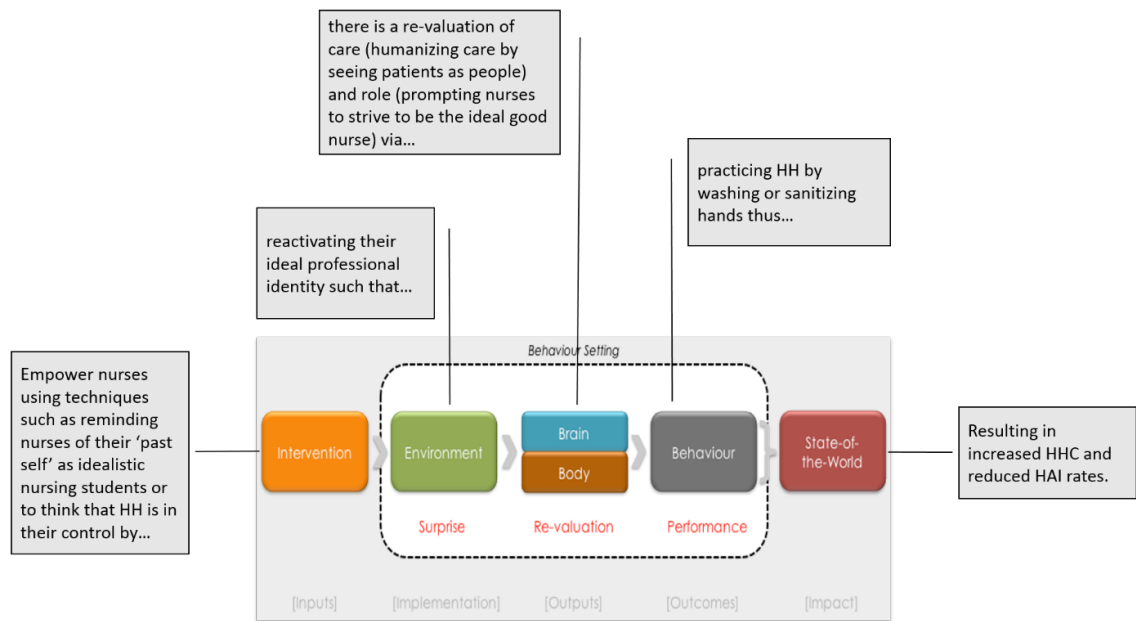 there is a re-valuation of
care (humanizing care by
seeing patients as people)
and role (prompting nurses
to strive to be the ideal good
nurse) via…
practicing HH by
washing or sanitizing
hands thus…
reactivating their
ideal professional
identity such that…
Empower nurses
using techniques
such as reminding
nurses of their ‘past
self’ as idealistic
nursing students or
to think that HH is in
their control by…
Behaviour Setting
Intervention
Environment
Brain
Body
Behaviour
State-of-
the-World
Surprise
Re-valuation
Performance
[Inputs]
[Implementation]
[Outputs]
[Outcomes]
[Impact]
Resulting in
increased HHC and
reduced HAI rates.